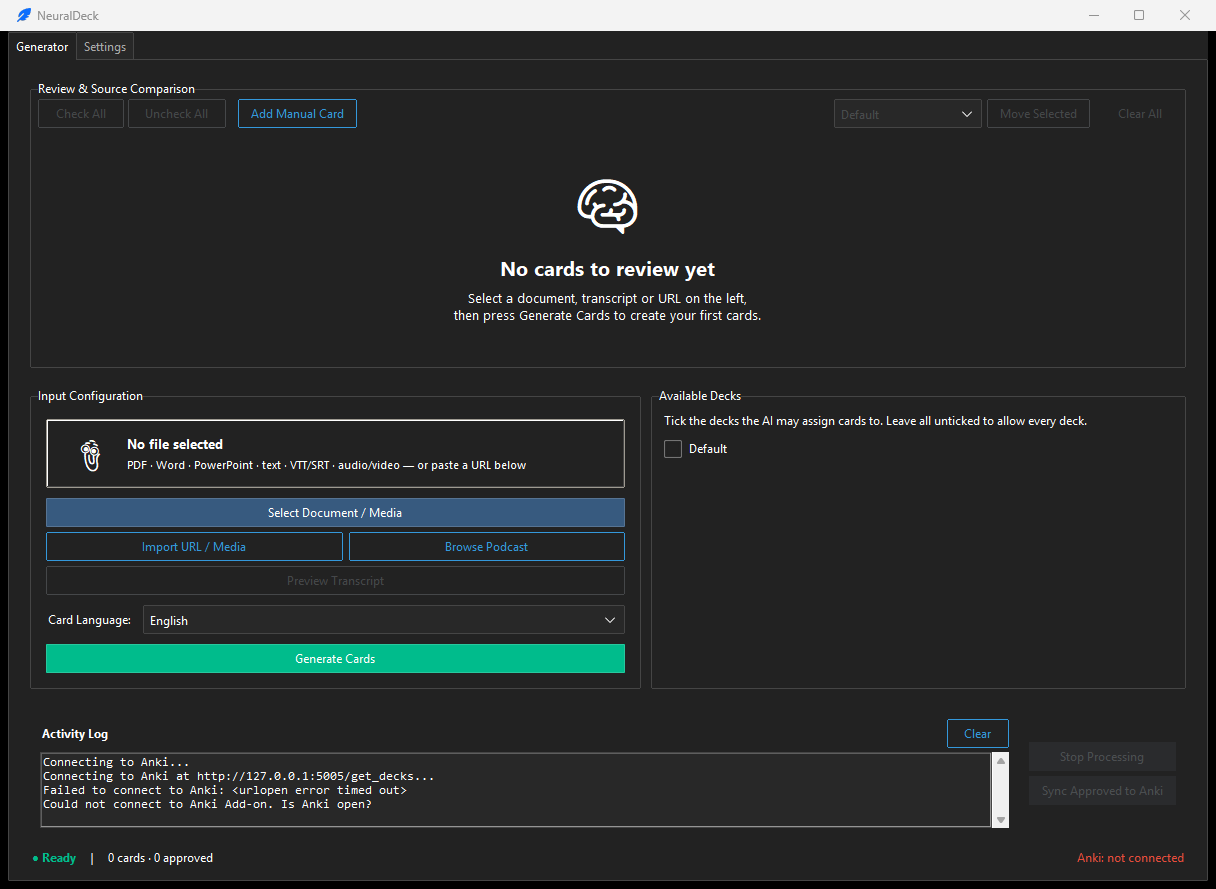 NeuralDeck
Generator Settings
Review & Source Comparison
Check All Uncheck All Add Manual Card Default Move Selected Clear All
No cards to review yet
Select a document, transcript or URL on the left,
then press Generate Cards to create your first cards.
Input Configuration
No file selected
PDF · Word · PowerPoint · text · VTT/SRT · audio/video — or paste a URL below
Select Document / Media
Import URL / Media Browse Podcast
Preview Transcript
Card Language: English
Generate Cards
Available Decks
Tick the decks the AI may assign cards to. Leave all unticked to allow every deck.
Default
Activity Log
Clear
Connecting to Anki...
Connecting to Anki at http://127.0.0.1:5005/get_decks...
Failed to connect to Anki: <urlopen error timed out>
Could not connect to Anki Add-on. Is Anki open?
Stop Processing
Sync Approved to Anki
● Ready | 0 cards · 0 approved
Anki: not connected